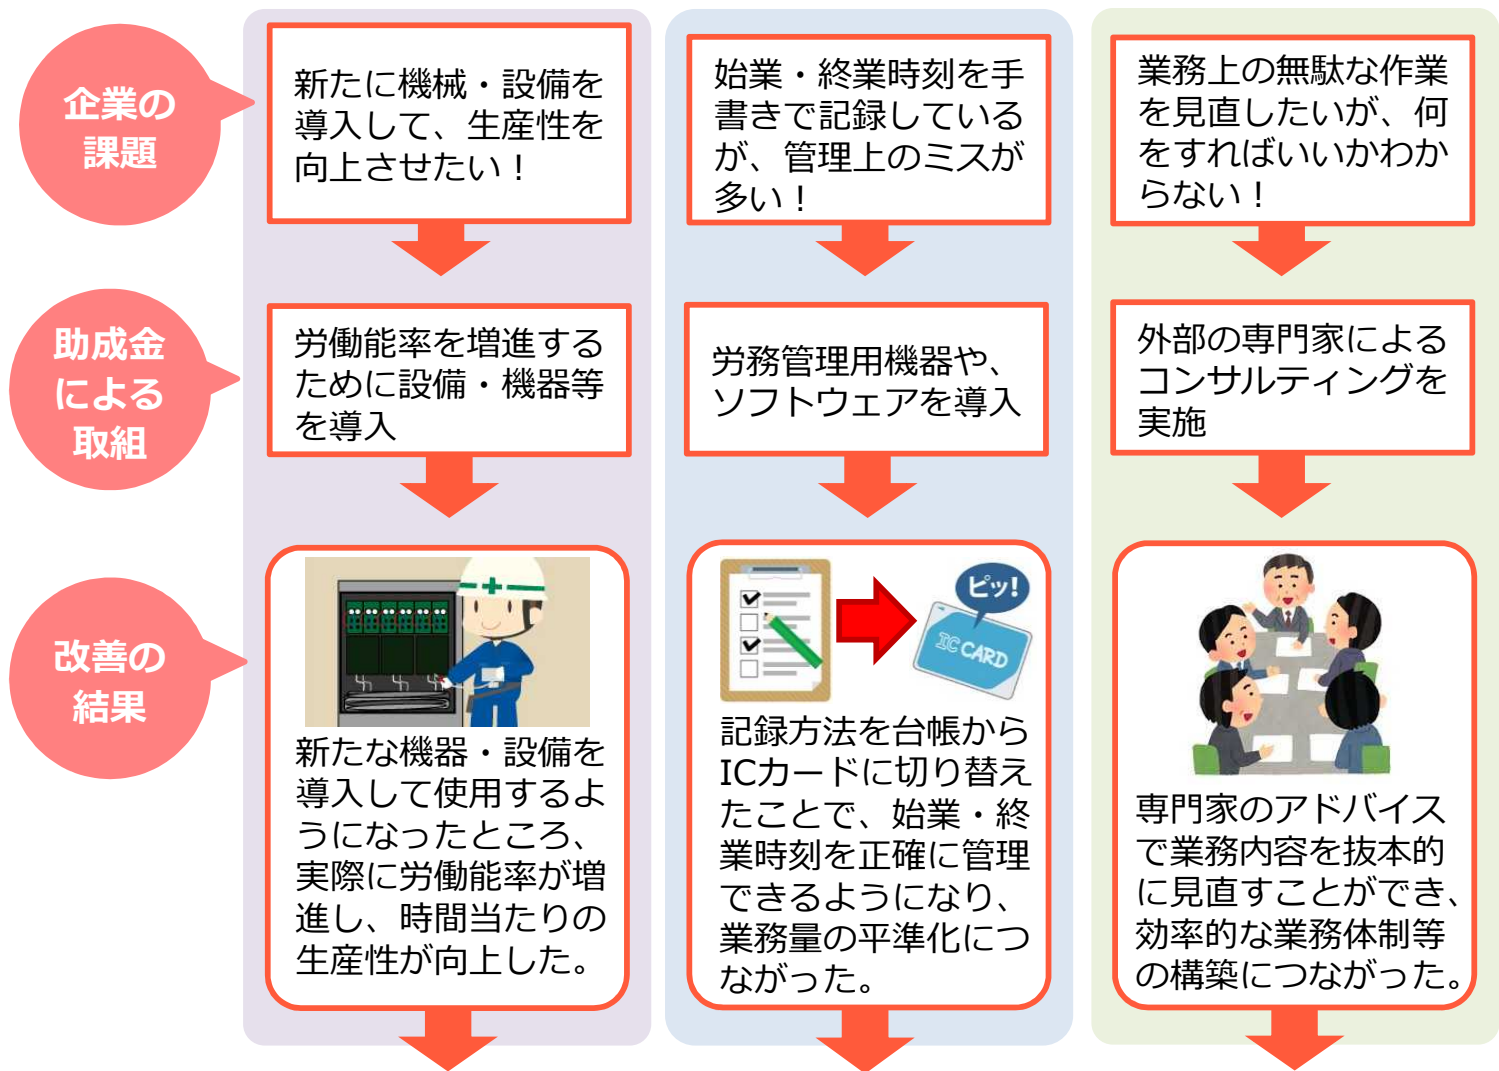 企業の
課題
新たに機械・設備を
導入して、生産性を
向上させたい！
始業・終業時刻を手
書きで記録している
が、管理上のミスが
多い！
業務上の無駄な作業
を見直したいが、何
をすればいいかわか
らない！
助成金
による
取組
労働能率を増進する
ために設備・機器等
を導入
労務管理用機器や、
ソフトウェアを導入
外部の専門家による
コンサルティングを
実施
改善の
結果
新たな機器・設備を
導入して使用するよ
うになったところ、
実際に労働能率が増
進し、時間当たりの
生産性が向上した。
ピッ!
IC CARD
記録方法を台帳から
ICカードに切り替え
たことで、始業・終
業時刻を正確に管理
できるようになり、
業務量の平準化につ
ながった。
専門家のアドバイス
で業務内容を抜本的
に見直すことができ、
効率的な業務体制等
の構築につながった。